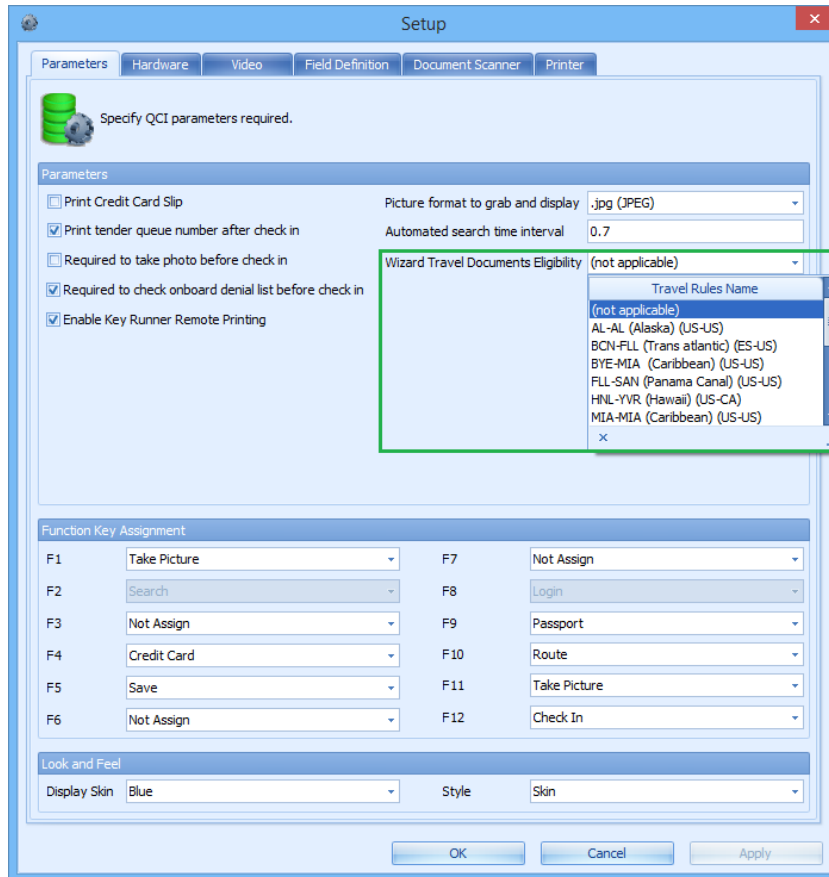 Setup
Parameters
Hardware
Video
Field Definition
Document Scanner
Printer
Specify QCI parameters required.
Parameters
Print Credit Card Slip
Print tender queue number after check in
Required to take photo before check in
Required to check onboard denial list before check in
Enable Key Runner Remote Printing
Picture format to grab and display .jpg (JPEG)
Automated search time interval 0.7
Wizard Travel Documents Eligibility (not applicable)
Travel Rules Name
(not applicable)
AL-AL (Alaska) (US-US)
BCN-FLL (Trans atlantic) (ES-US)
BYE-MIA (Caribbean) (US-US)
FLL-SAN (Panama Canal) (US-US)
HNL-YVR (Hawaii) (US-CA)
MIA-MIA (Caribbean) (US-US)
Function Key Assignment
F1 Take Picture F7 Not Assign
F2 Search F8 Login
F3 Not Assign F9 Passport
F4 Credit Card F10 Route
F5 Save F11 Take Picture
F6 Not Assign F12 Check In
Look and Feel
Display Skin Blue Style Skin
OK Cancel Apply